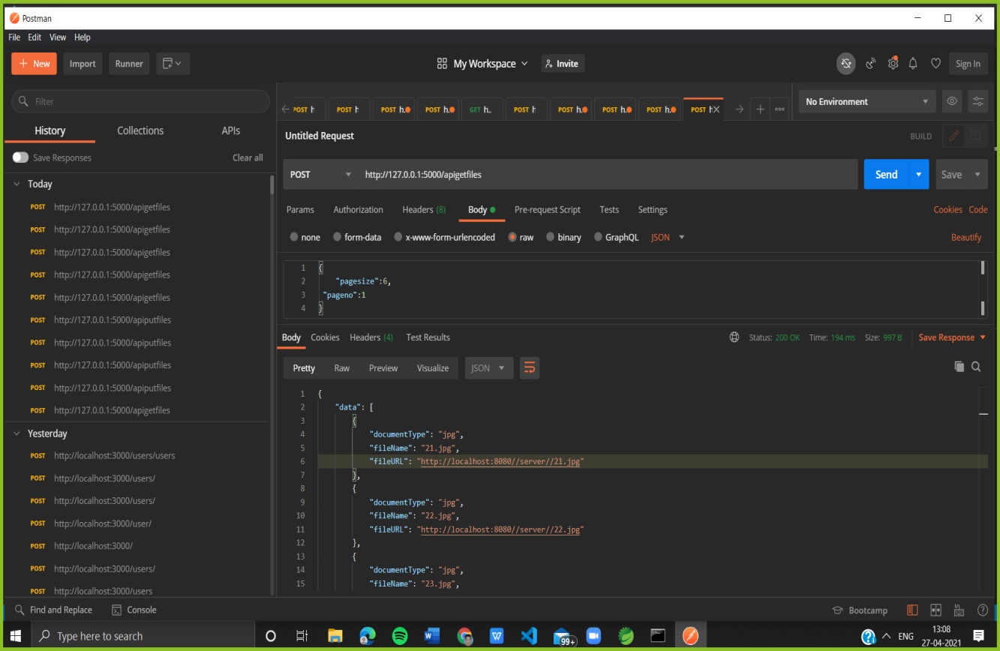 Postman
File Edit View Help
New Import Runner My Workspace Invite Sign In
Filter
History Collections APIs
Save Responses Clear all
Today
POST http://127.0.0.1:5000/apigetfiles
POST http://127.0.0.1:5000/apigetfiles
POST http://127.0.0.1:5000/apigetfiles
POST http://127.0.0.1:5000/apigetfiles
POST http://127.0.0.1:5000/apigetfiles
POST http://127.0.0.1:5000/apiputfiles
POST http://127.0.0.1:5000/apiputfiles
POST http://127.0.0.1:5000/apiputfiles
POST http://127.0.0.1:5000/apiputfiles
POST http://127.0.0.1:5000/apigetfiles
Yesterday
POST http://localhost:3000/users/users
POST http://localhost:3000/users/
POST http://localhost:3000/users/
POST http://localhost:3000/user/
POST http://localhost:3000/
POST http://localhost:3000/users/
POST http://localhost:3000/users
POST h POST h POST h. POST h. GET h.. POST h POST h. POST h. POST h. POST h No Environment
Untitled Request BUILD
POST http://127.0.0.1:5000/apigetfiles Send Save
Params Authorization Headers (8) Body Pre-request Script Tests Settings Cookies Code
none form-data x-www-form-urlencoded raw binary GraphQL JSON Beautify
1 {
2 "pagesize":6,
3 "pageno":1
4 }
Body Cookies Headers (4) Test Results Status: 200 OK Time: 194 ms Size: 997 B Save Response
Pretty Raw Preview Visualize JSON
1 {
2 "data": [
3 {
4 "documentType": "jpg",
5 "fileName": "21.jpg",
6 "fileURL": "http://localhost:8080//server//21.jpg"
7 },
8 {
9 "documentType": "jpg",
10 "fileName": "22.jpg",
11 "fileURL": "http://localhost:8080//server//22.jpg"
12 },
13 {
14 "documentType": "jpg",
15 "fileName": "23.jpg",
Find and Replace Console Bootcamp
Type here to search 99+ ENG 13:08
27-04-2021